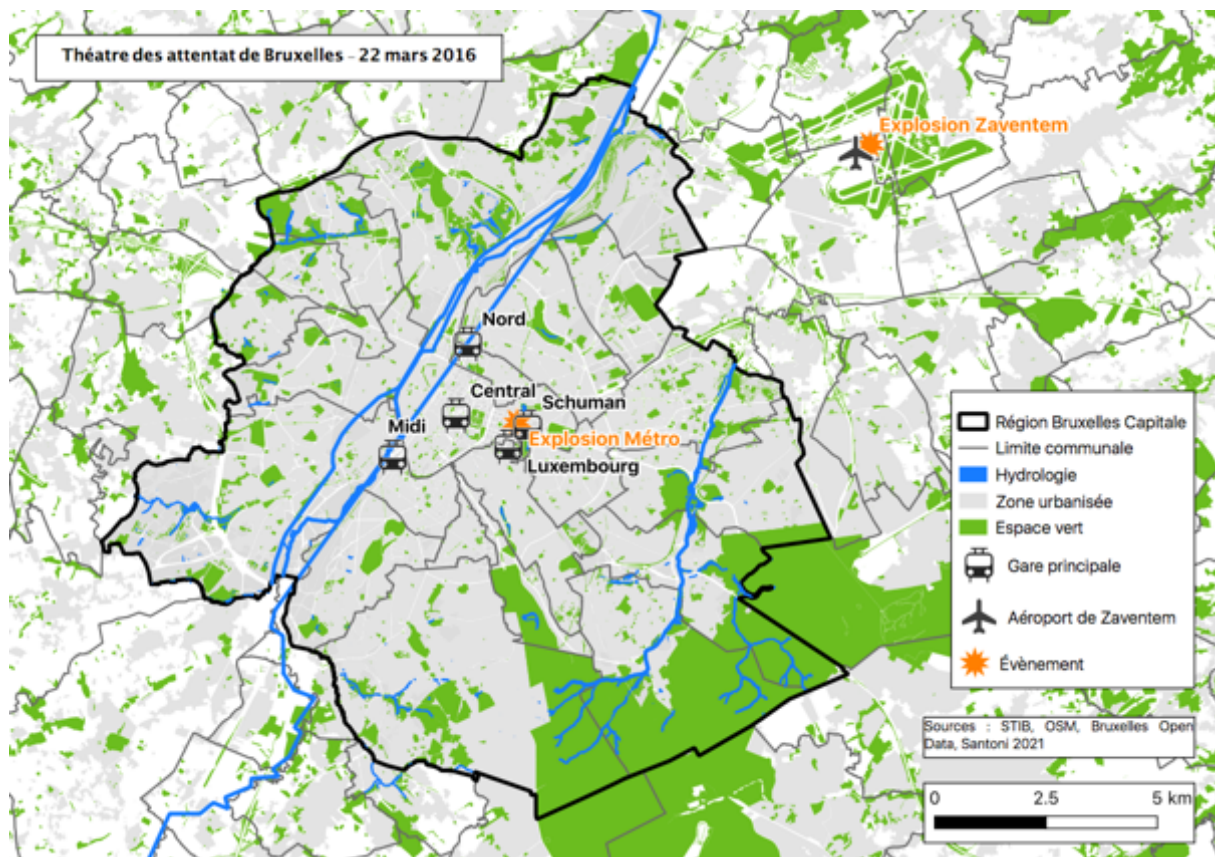 Théatre des attentat de Bruxelles – 22 mars 2016
Explosion Zaventem
Nord
Central
Schuman
Midi
Explosion Métro
Luxembourg
Région Bruxelles Capitale
Limite communale
Hydrologie
Zone urbanisée
Espace vert
Gare principale
Aéroport de Zaventem
Évènement
Sources : STIB, OSM, Bruxelles Open
Data, Santoni 2021
0 2.5 5 km